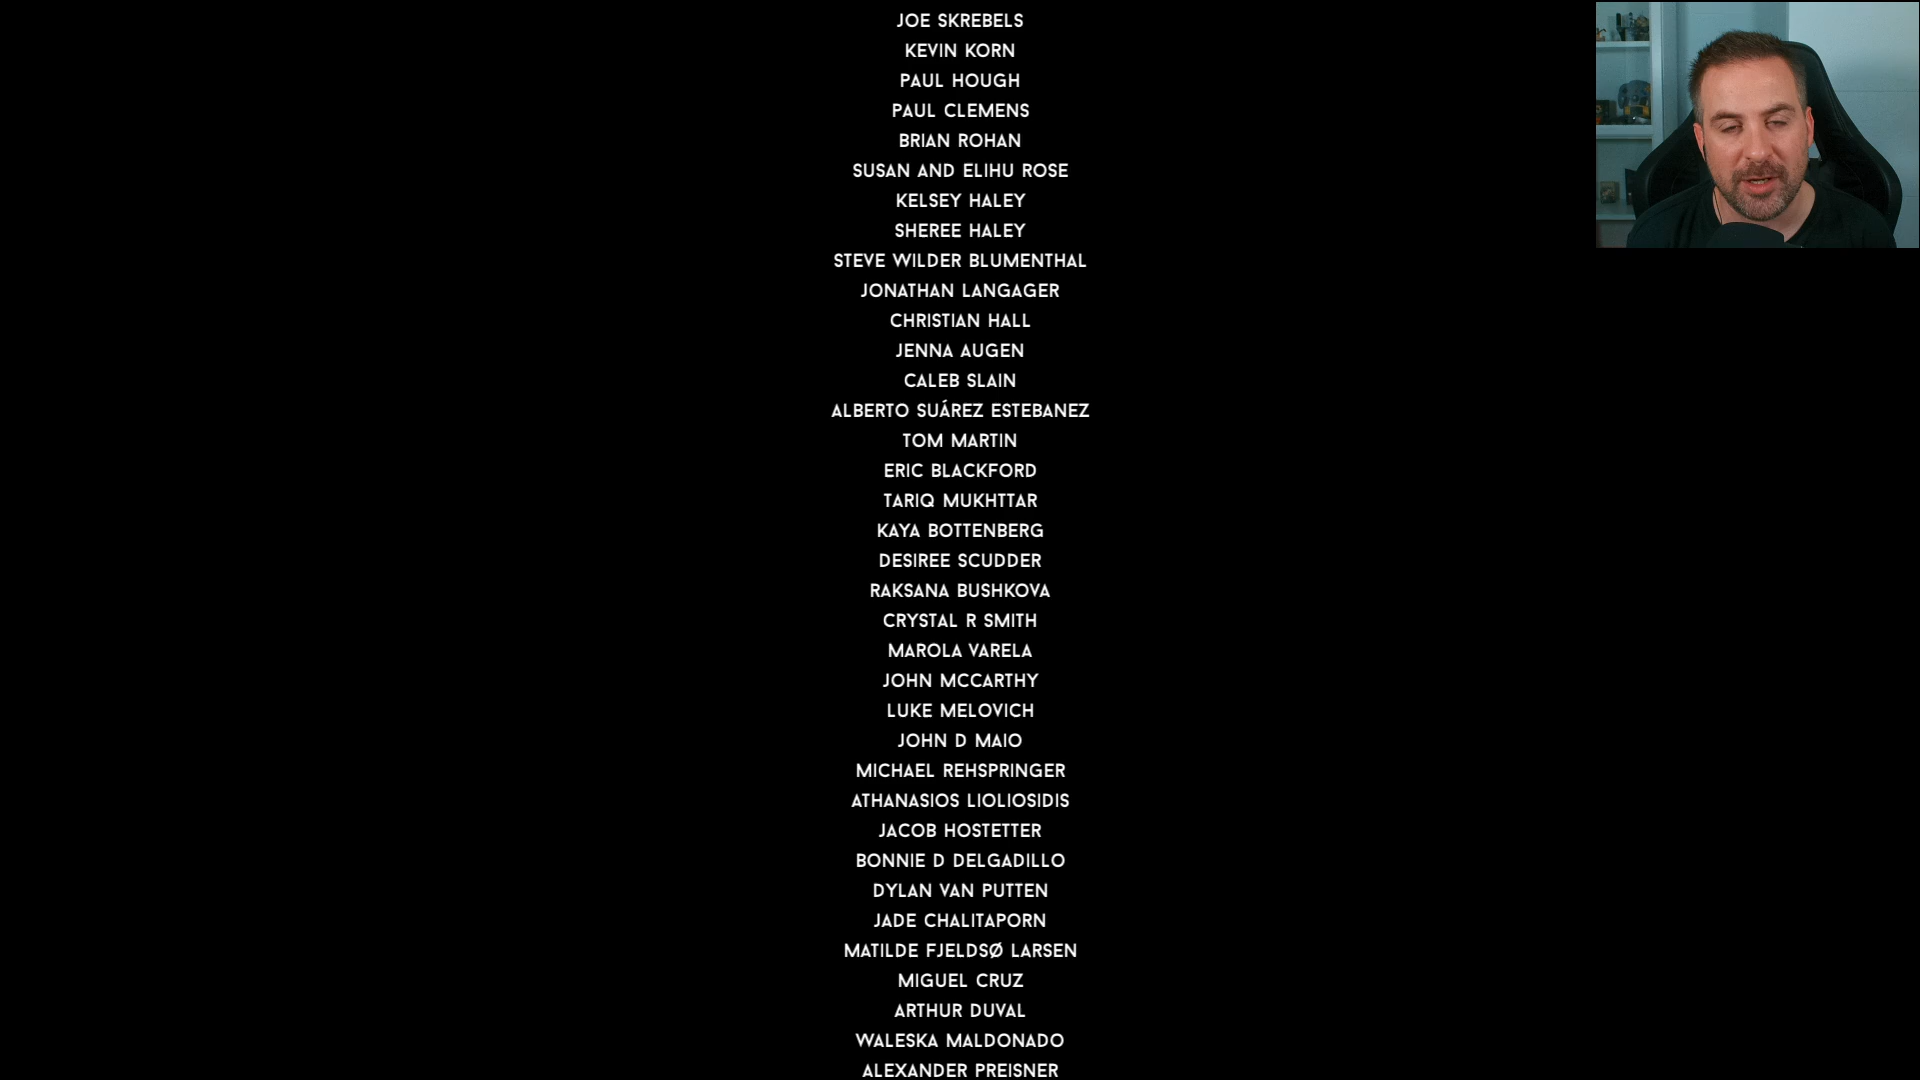 JOE SKREBELS
KEVIN KORN
PAUL HOUGH
PAUL CLEMENS
BRIAN ROHAN
SUSAN AND ELIHU ROSE
KELSEY HALEY
SHEREE HALEY
STEVE WILDER BLUMENTHAL
JONATHAN LANGAGER
CHRISTIAN HALL
JENNA AUGEN
CALEB SLAIN
ALBERTO SUÁREZ ESTEBANEZ
TOM MARTIN
ERIC BLACKFORD
TARIQ MUKHTTAR
KAYA BOTTENBERG
DESIREE SCUDDER
RAKSANA BUSHKOVA
CRYSTAL R SMITH
MAROLA VARELA
JOHN MCCARTHY
LUKE MELOVICH
JOHN D MAIO
MICHAEL REHSPRINGER
ATHANASIOS LIOLIOSIDIS
JACOB HOSTETTER
BONNIE D DELGADILLO
DYLAN VAN PUTTEN
JADE CHALITAPORN
MATILDE FJELDSØ LARSEN
MIGUEL CRUZ
ARTHUR DUVAL
WALESKA MALDONADO
ALEXANDER PREISNER